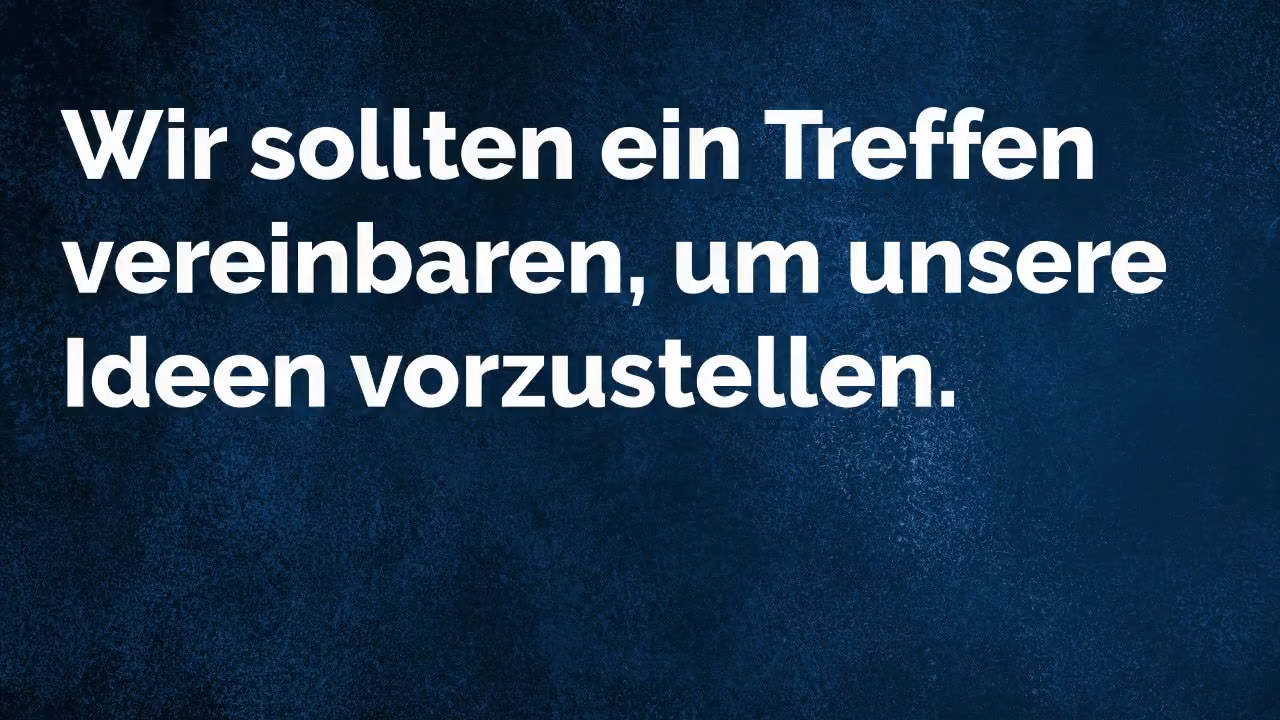 Wir sollten ein Treffen
vereinbaren, um unsere
Ideen vorzustellen.